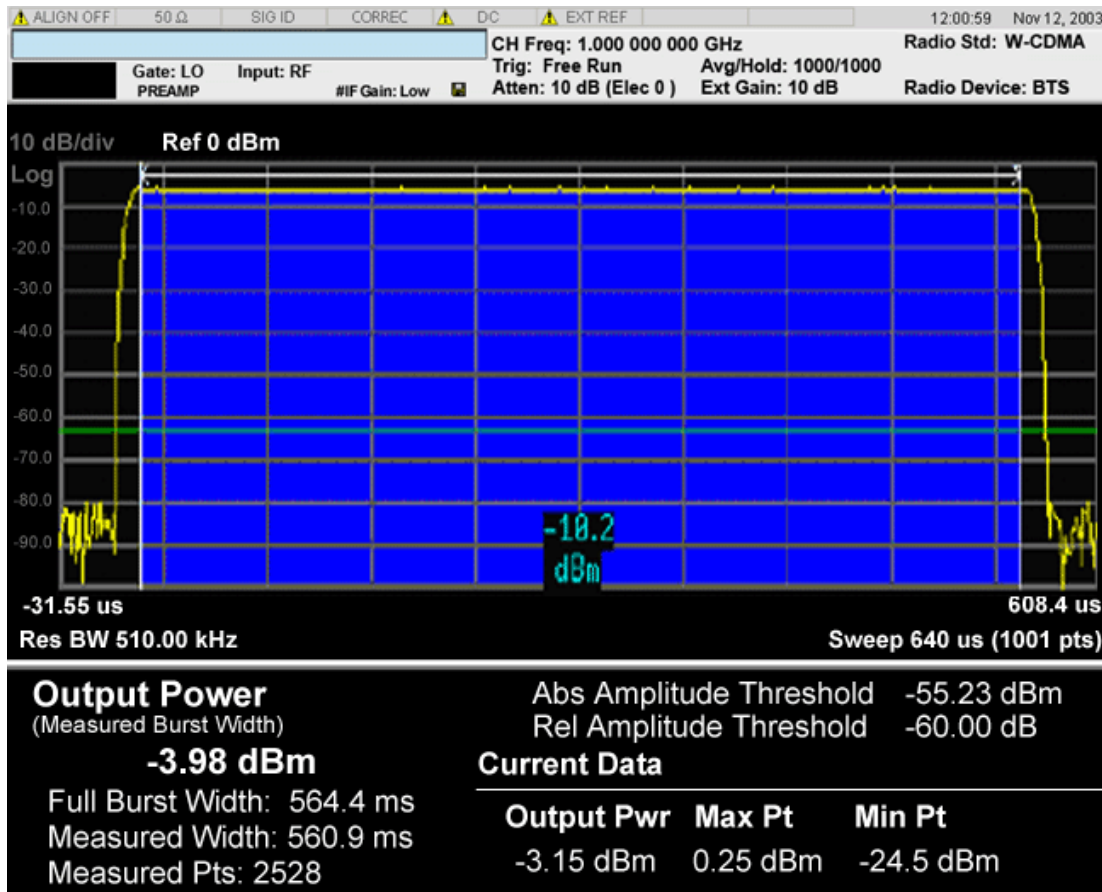 ALIGN OFF 50 Ω SIG ID CORREC DC EXT REF 12:00:59 Nov 12, 2003
CH Freq: 1.000 000 000 GHz Radio Std: W-CDMA
Gate: LO Input: RF Trig: Free Run Avg/Hold: 1000/1000
PREAMP #IF Gain: Low Atten: 10 dB (Elec 0 ) Ext Gain: 10 dB Radio Device: BTS
10 dB/div Ref 0 dBm
Log
-10.0
-20.0
-30.0
-40.0
-50.0
-60.0
-70.0
-80.0
-90.0
-10.2
dBm
-31.55 us 608.4 us
Res BW 510.00 kHz Sweep 640 us (1001 pts)
Output Power Abs Amplitude Threshold -55.23 dBm
(Measured Burst Width) Rel Amplitude Threshold -60.00 dB
-3.98 dBm Current Data
Full Burst Width: 564.4 ms Output Pwr Max Pt Min Pt
Measured Width: 560.9 ms
Measured Pts: 2528 -3.15 dBm 0.25 dBm -24.5 dBm